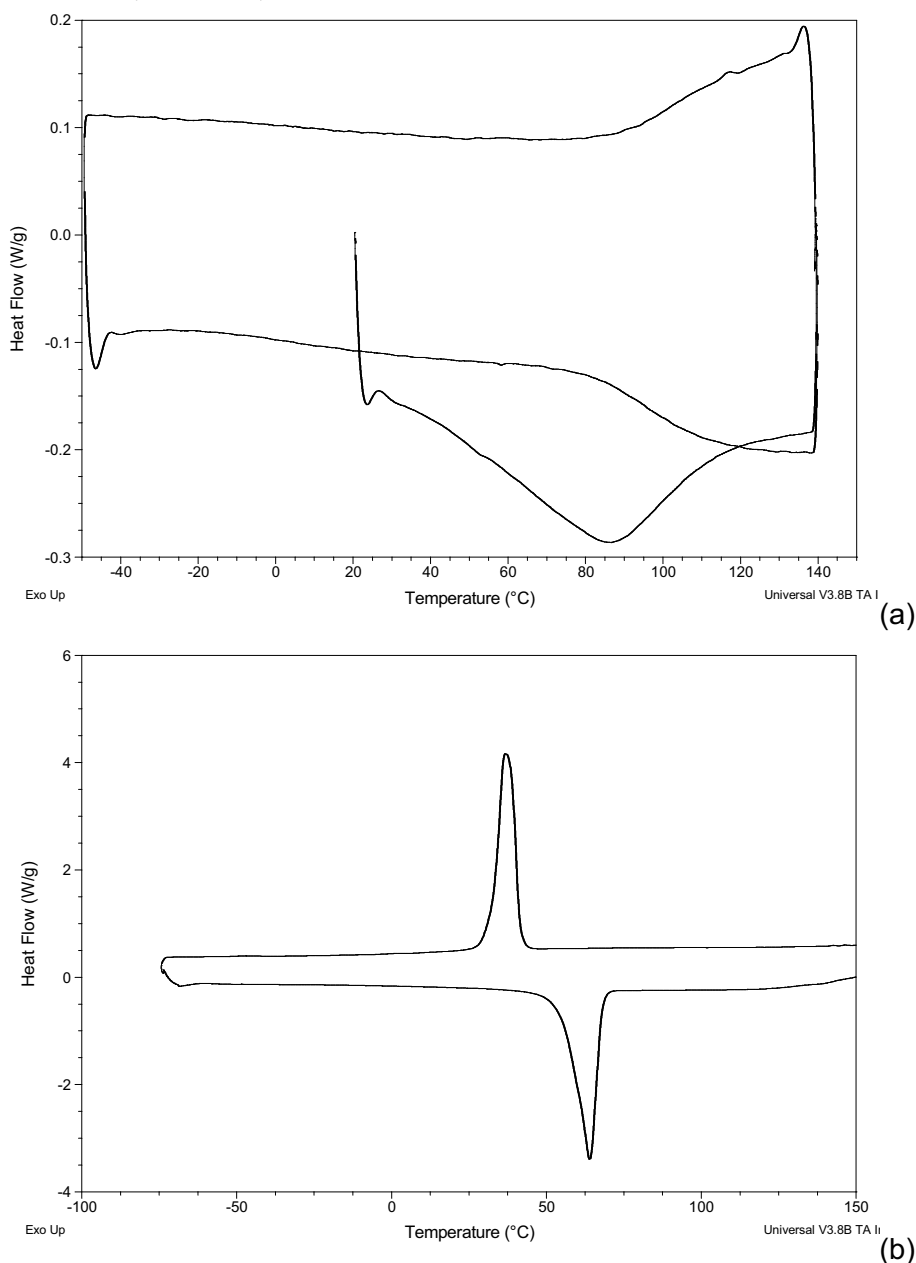 0.2
0.1
0.0
-0.1
-0.2
-0.3
Heat Flow (W/g)
-40 -20 0 20 40 60 80 100 120 140
Exo Up Temperature (°C) Universal V3.8B TA I
(a)
6
4
2
0
-2
-4
Heat Flow (W/g)
-100 -50 0 50 100 150
Exo Up Temperature (°C) Universal V3.8B TA I
(b)